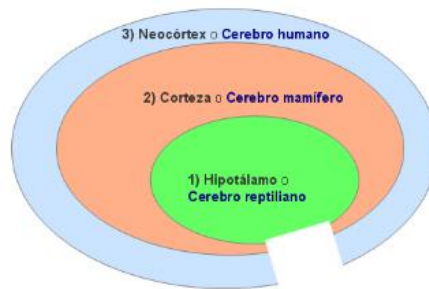 3) Neocórtex o Cerebro humano
2) Corteza o Cerebro mamífero
1) Hipotálamo o
Cerebro reptiliano